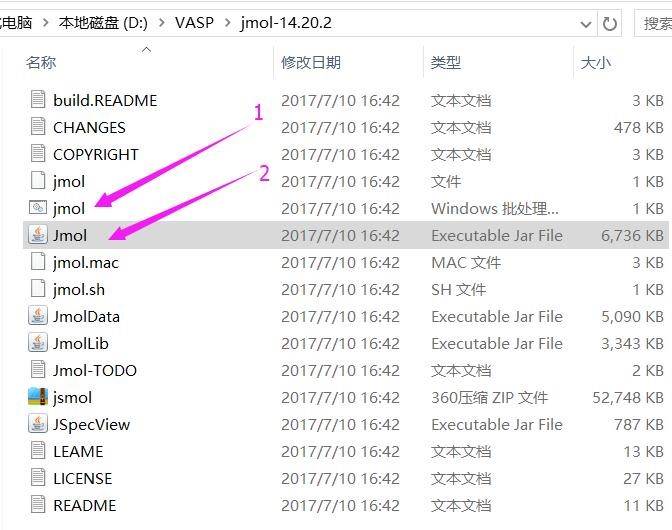 电脑 > 本地磁盘 (D:) > VASP > jmol-14.20.2 搜索
名称 修改日期 类型 大小
build.README 2017/7/10 16:42 文本文档 3 KB
CHANGES 2017/7/10 16:42 文本文档 478 KB
COPYRIGHT 2017/7/10 16:42 文本文档 3 KB
jmol 2017/7/10 16:42 文件 1 KB
jmol 2017/7/10 16:42 Windows 批处理... 1 KB
Jmol 2017/7/10 16:42 Executable Jar File 6,736 KB
jmol.mac 2017/7/10 16:42 MAC 文件 3 KB
jmol.sh 2017/7/10 16:42 SH 文件 1 KB
JmolData 2017/7/10 16:42 Executable Jar File 5,090 KB
JmolLib 2017/7/10 16:42 Executable Jar File 3,343 KB
Jmol-TODO 2017/7/10 16:42 文本文档 2 KB
jsmol 2017/7/10 16:42 360压缩 ZIP 文件 52,748 KB
JSpecView 2017/7/10 16:42 Executable Jar File 787 KB
LEAME 2017/7/10 16:42 文本文档 13 KB
LICENSE 2017/7/10 16:42 文本文档 27 KB
README 2017/7/10 16:42 文本文档 11 KB
1
2